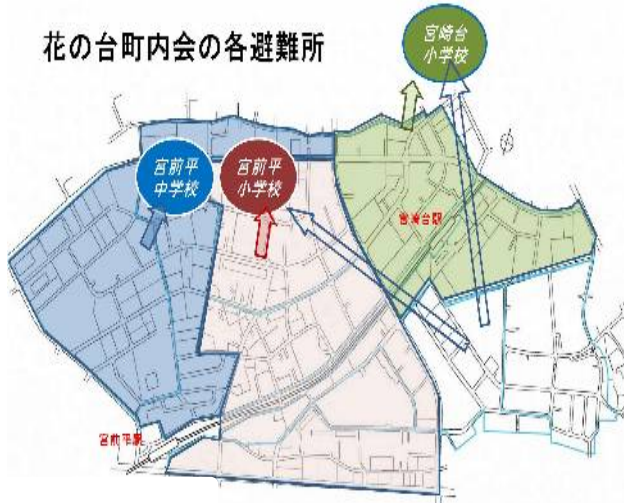 花の台町内会の各避難所
宮崎台
小学校
宮前平
中学校
宮前平
小学校
宮崎台駅
宮前平駅